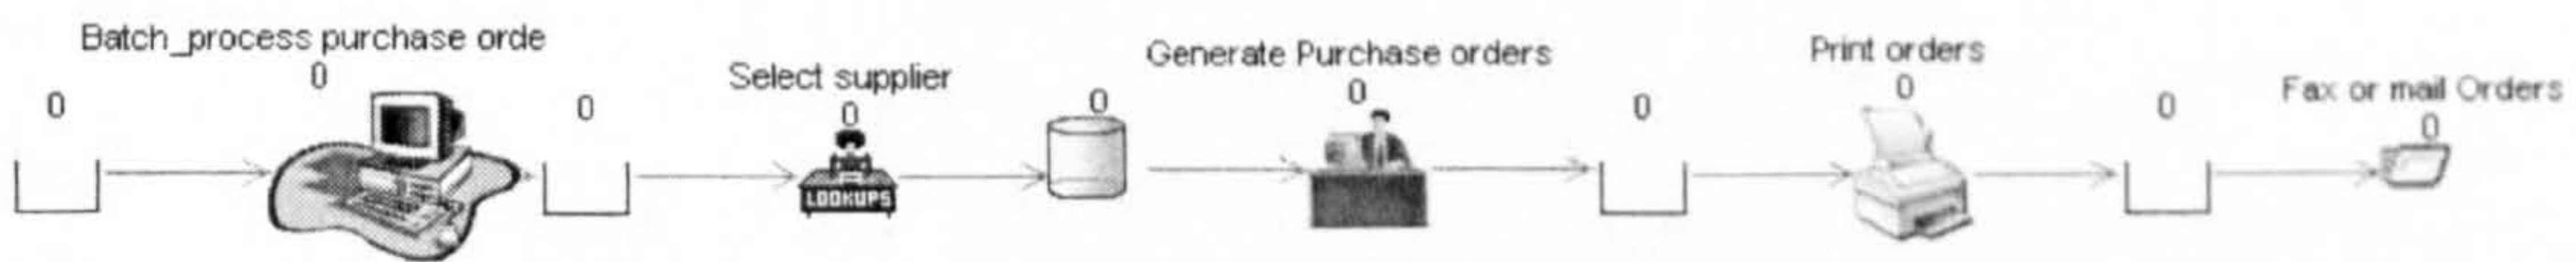 Batch_process purchase orde
0
0
0
Select supplier
0
LOOKUPS
0
Generate Purchase orders
0
0
Print orders
0
0
Fax or mail Orders
0